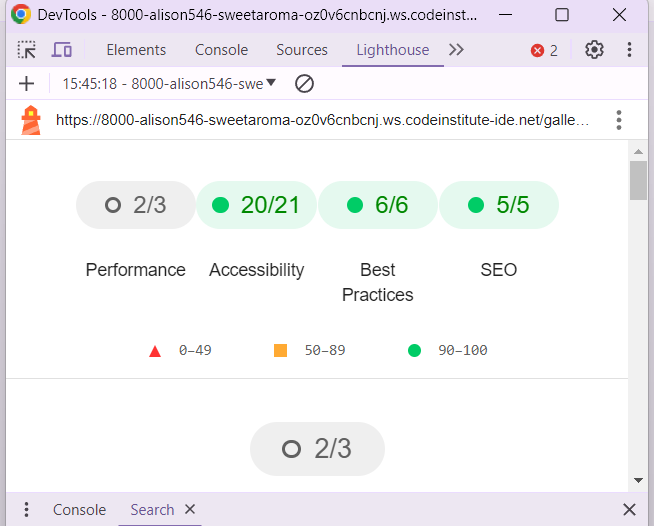 DevTools - 8000-alison546-sweetaroma-oz0v6cnbcnj.ws.codeinst...
Elements Console Sources Lighthouse 2
15:45:18 - 8000-alison546-swe
https://8000-alison546-sweetaroma-oz0v6cnbcnj.ws.codeinstitute-ide.net/galle...
2/3 20/21 6/6 5/5
Performance Accessibility Best Practices SEO
0–49 50–89 90–100
2/3
Console Search